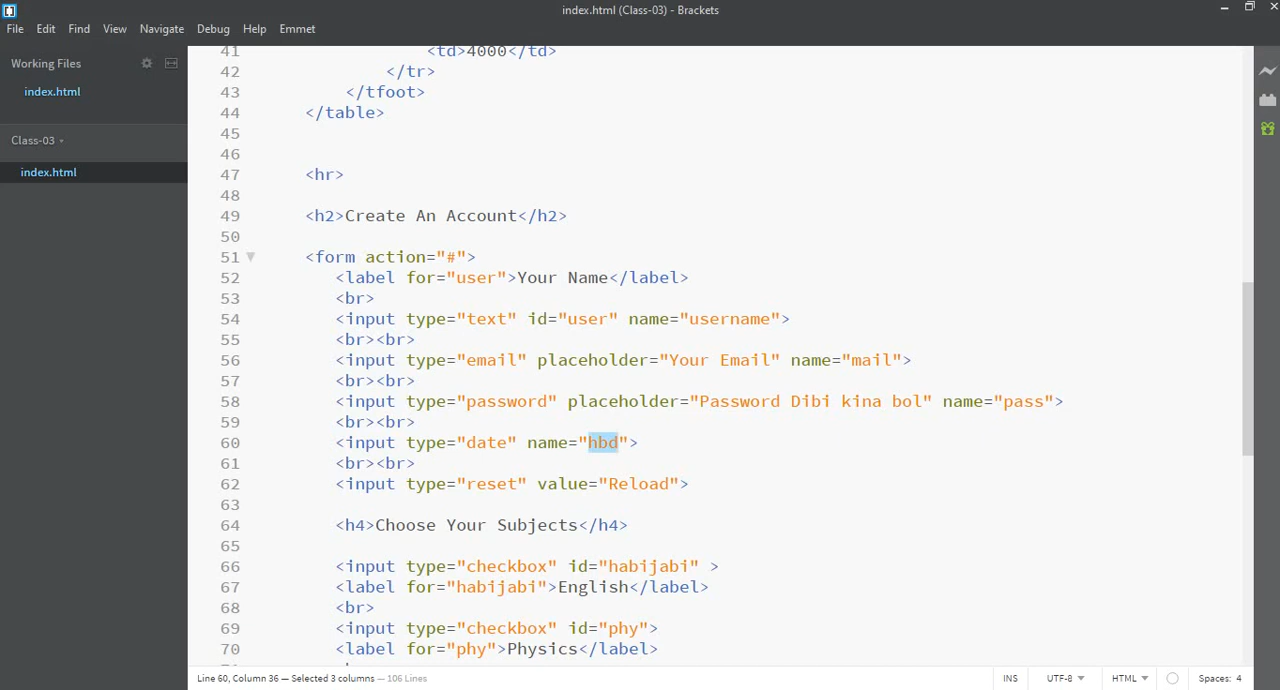 index.html (Class-03) - Brackets
File Edit Find View Navigate Debug Help Emmet
Working Files
index.html
Class-03
index.html
41 <td>4000</td>
42 </tr>
43 </tfoot>
44 </table>
45
46
47 <hr>
48
49 <h2>Create An Account</h2>
50
51 <form action="#">
52 <label for="user">Your Name</label>
53 <br>
54 <input type="text" id="user" name="username">
55 <br><br>
56 <input type="email" placeholder="Your Email" name="mail">
57 <br><br>
58 <input type="password" placeholder="Password Dibi kina bol" name="pass">
59 <br><br>
60 <input type="date" name="hbd">
61 <br><br>
62 <input type="reset" value="Reload">
63
64 <h4>Choose Your Subjects</h4>
65
66 <input type="checkbox" id="habijabi" >
67 <label for="habijabi">English</label>
68 <br>
69 <input type="checkbox" id="phy">
70 <label for="phy">Physics</label>
Line 60, Column 36 — Selected 3 columns — 106 Lines
INS UTF-8 HTML Spaces: 4